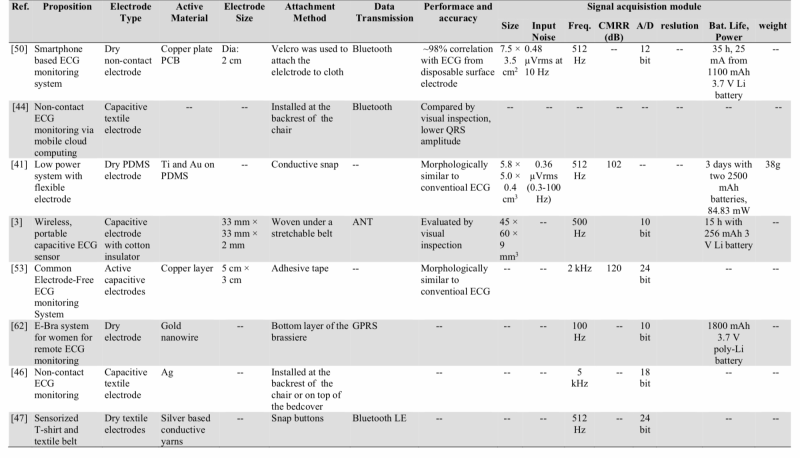 Ref. Proposition Electrode Type Active Material Electrode Size Attachment Method Data Transmission Performace and accuracy Signal acquisistion module
Size Input Noise Freq. CMRR (dB) A/D reslution Bat. Life, Power weight
[50] Smartphone based ECG monitoring system Dry non-contact electrode Copper plate PCB Dia: 2 cm Velcro was used to attach the elelctrode to cloth Bluetooth ~98% correlation with ECG from disposable surface electrode 7.5 × 3.5 cm² 0.48 µVrms at 10 Hz 512 Hz -- 12 bit 35 h, 25 mA from 1100 mAh 3.7 V Li battery --
[44] Non-contact ECG monitoring via mobile cloud computing Capacitive textile electrode -- -- Installed at the backrest of the chair Bluetooth Compared by visual inspection, lower QRS amplitude -- -- -- -- -- -- --
[41] Low power system with flexible electrode Dry PDMS electrode Ti and Au on PDMS -- Conductive snap -- Morphologically similar to conventioal ECG 5.8 × 5.0 × 0.4 cm³ 0.36 µVrms (0.3-100 Hz) 512 Hz 102 -- -- 3 days with two 2500 mAh batteries, 84.83 mW 38g
[3] Wireless, portable capacitive ECG sensor Capacitive electrode with cotton insulator 33 mm × 33 mm × 2 mm Woven under a stretchable belt ANT Evaluated by visual inspection 45 × 60 × 9 mm³ -- 500 Hz 10 bit 15 h with 256 mAh 3 V Li battery --
[53] Common Electrode-Free ECG monitoring System Active capacitive electrodes Copper layer 5 cm × 3 cm Adhesive tape -- Morphologically similar to conventioal ECG -- -- 2 kHz 120 24 bit -- --
[62] E-Bra system for women for remote ECG monitoring Dry electrode Gold nanowire -- Bottom layer of the brassiere GPRS -- -- -- 100 Hz -- 10 bit 1800 mAh 3.7 V poly-Li battery --
[46] Non-contact ECG monitoring Capacitive textile electrode Ag -- Installed at the backrest of the chair or on top of the bedcover -- -- -- 5 kHz -- 18 bit -- --
[47] Sensorized T-shirt and textile belt Dry textile electrodes Silver based conductive yarns -- Snap buttons Bluetooth LE -- -- -- 512 Hz -- 24 bit -- --